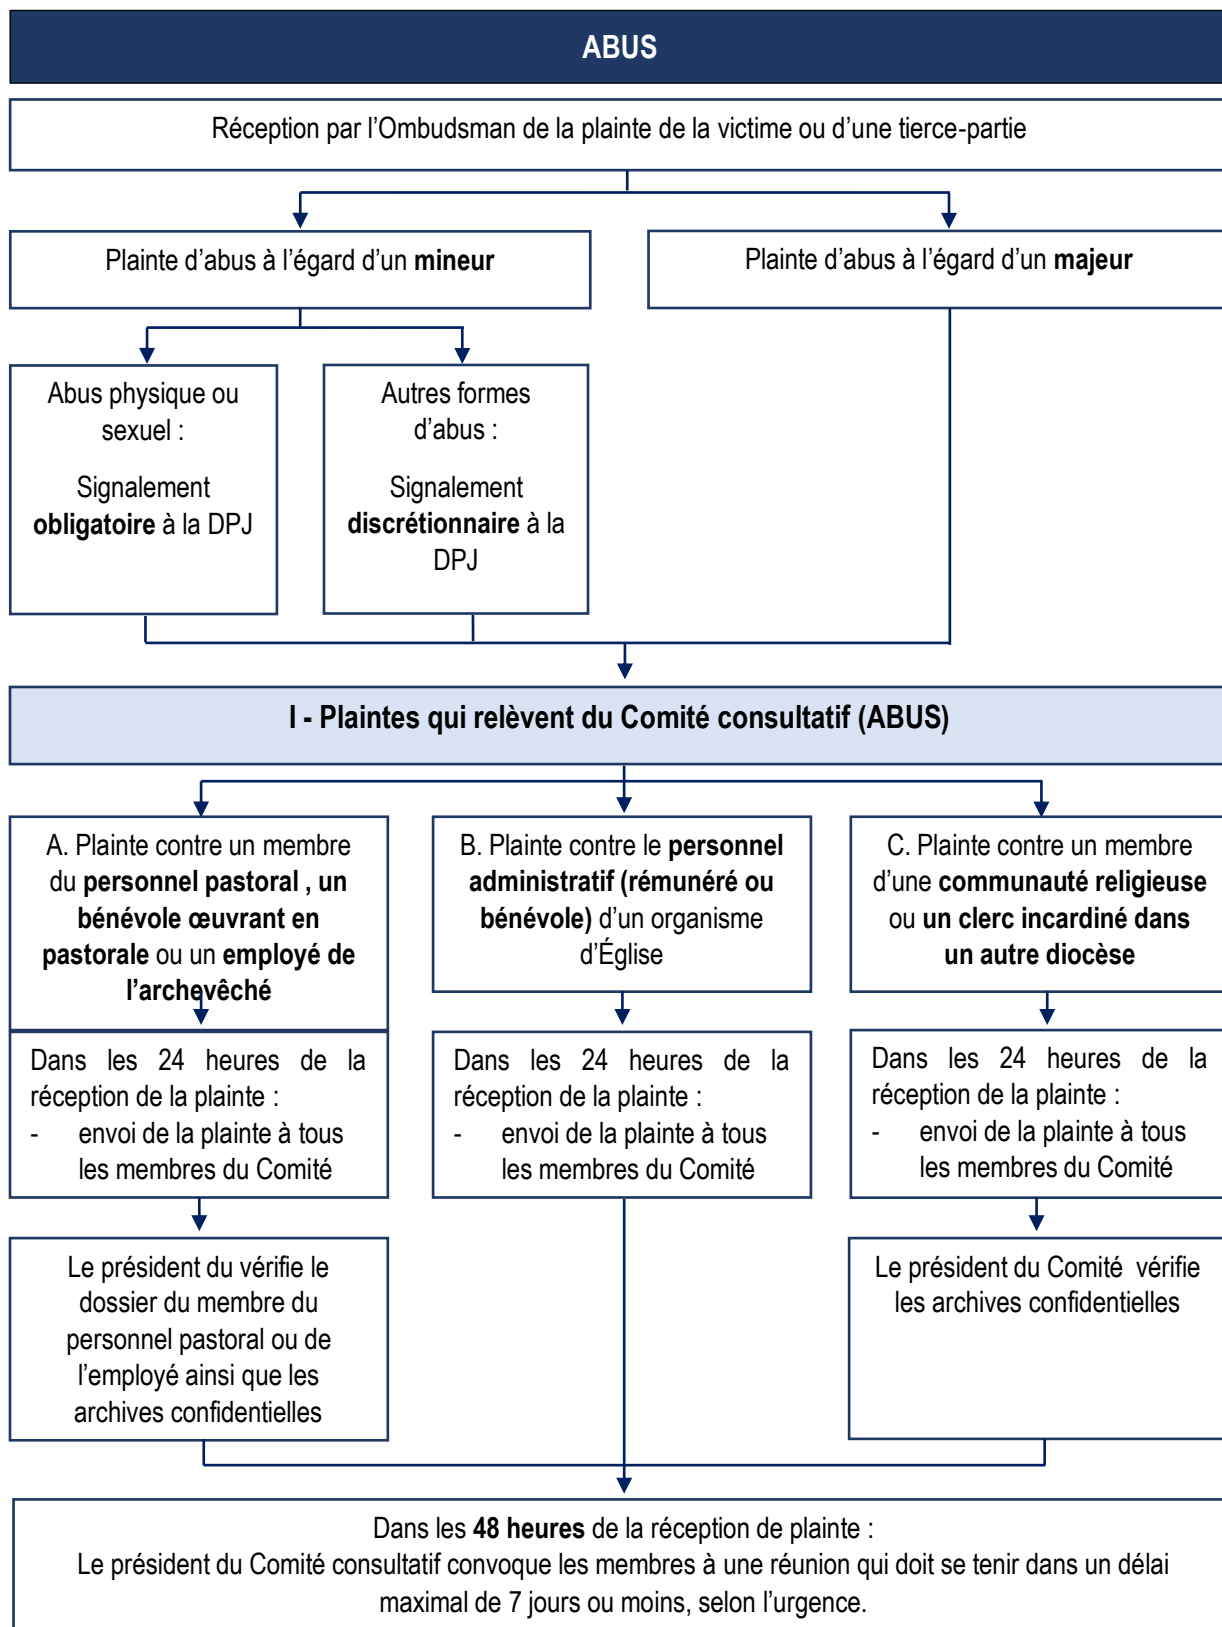 ABUS
Réception par l’Ombudsman de la plainte de la victime ou d’une tierce-partie
Plainte d’abus à l’égard d’un mineur
Plainte d’abus à l’égard d’un majeur
Abus physique ou
sexuel :
Signalement
obligatoire à la DPJ
Autres formes
d’abus :
Signalement
discrétionnaire à la
DPJ
I - Plaintes qui relèvent du Comité consultatif (ABUS)
A. Plainte contre un membre
du personnel pastoral , un
bénévole œuvrant en
pastorale ou un employé de
l’archevêché
B. Plainte contre le personnel
administratif (rémunéré ou
bénévole) d’un organisme
d’Église
C. Plainte contre un membre
d’une communauté religieuse
ou un clerc incardiné dans
un autre diocèse
Dans les 24 heures de la
réception de la plainte :
- envoi de la plainte à tous
les membres du Comité
Dans les 24 heures de la
réception de la plainte :
- envoi de la plainte à tous
les membres du Comité
Dans les 24 heures de la
réception de la plainte :
- envoi de la plainte à tous
les membres du Comité
Le président du vérifie le
dossier du membre du
personnel pastoral ou de
l’employé ainsi que les
archives confidentielles
Le président du Comité vérifie
les archives confidentielles
Dans les 48 heures de la réception de plainte :
Le président du Comité consultatif convoque les membres à une réunion qui doit se tenir dans un délai
maximal de 7 jours ou moins, selon l’urgence.